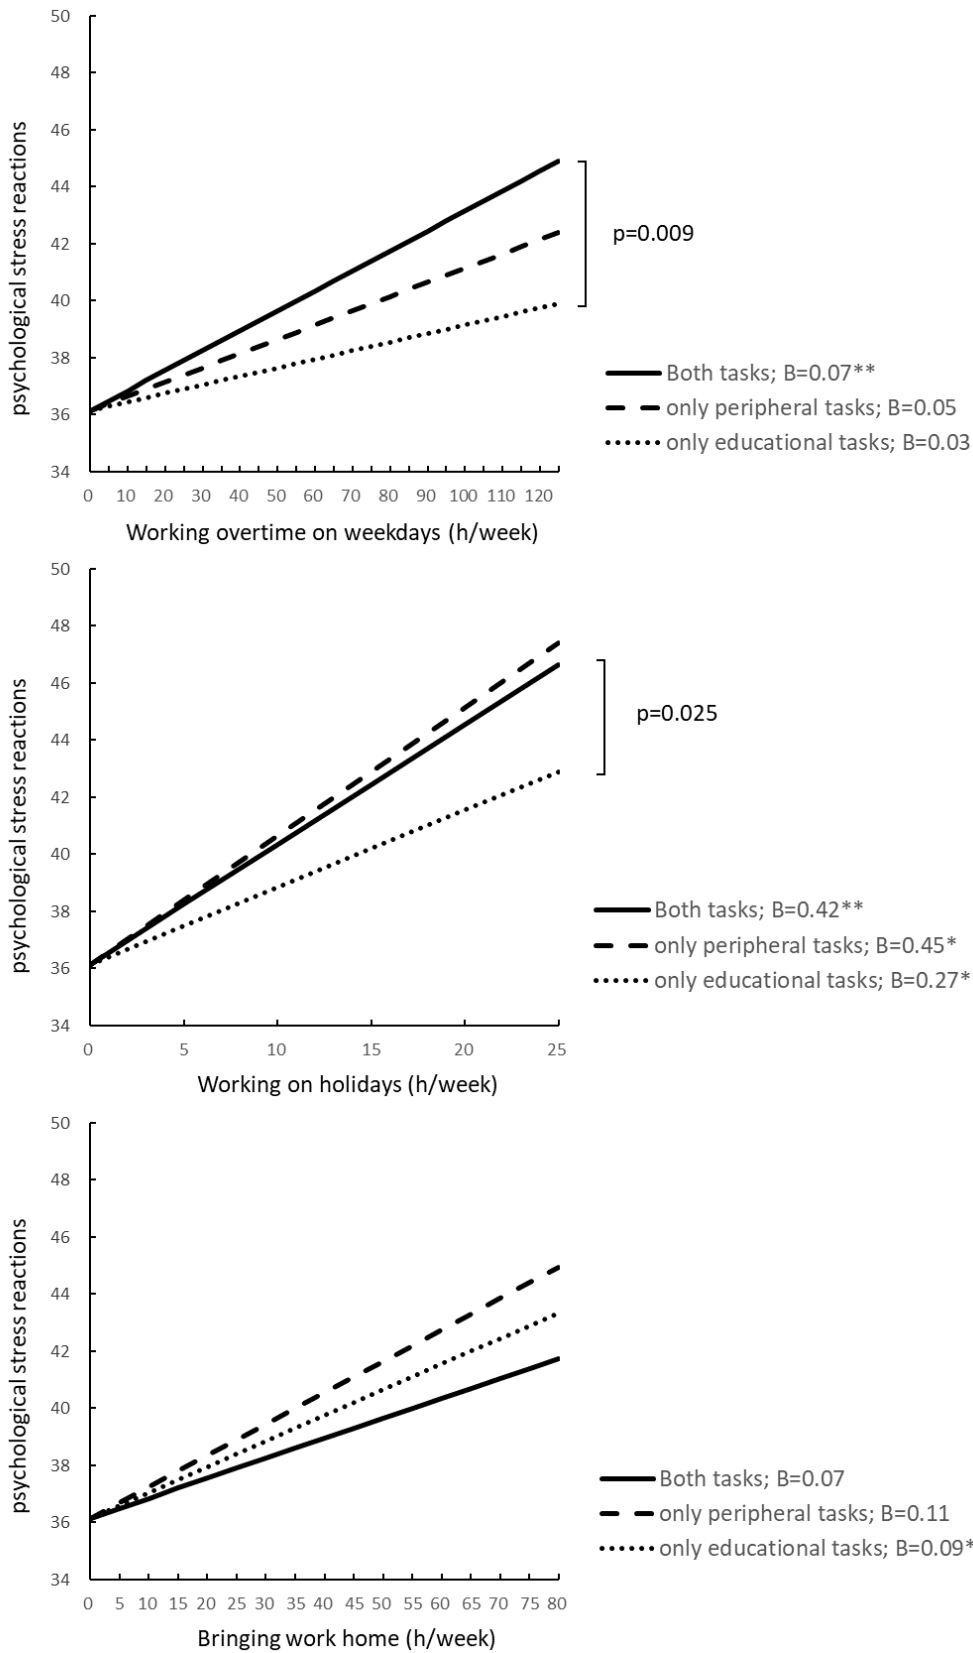 50
48
46
44
42
40
38
36
34
psychological stress reactions
0 10 20 30 40 50 60 70 80 90 100 110 120
Working overtime on weekdays (h/week)
p=0.009
Both tasks; B=0.07**
only peripheral tasks; B=0.05
only educational tasks; B=0.03
50
48
46
44
42
40
38
36
34
psychological stress reactions
0 5 10 15 20 25
Working on holidays (h/week)
p=0.025
Both tasks; B=0.42**
only peripheral tasks; B=0.45*
only educational tasks; B=0.27*
50
48
46
44
42
40
38
36
34
psychological stress reactions
0 5 10 15 20 25 30 35 40 45 50 55 60 65 70 75 80
Bringing work home (h/week)
Both tasks; B=0.07
only peripheral tasks; B=0.11
only educational tasks; B=0.09*